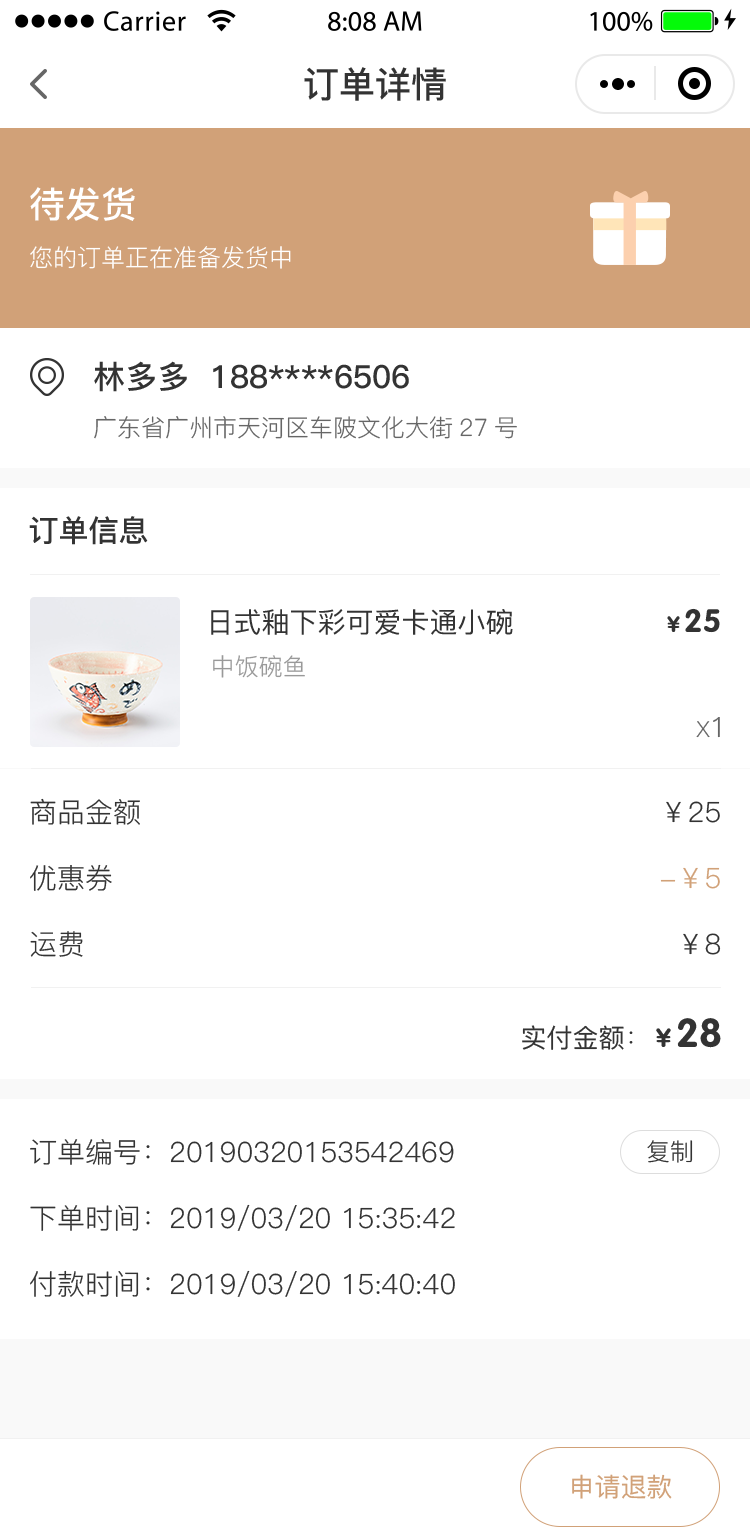 Carrier 8:08 AM 100%
订单详情
待发货
您的订单正在准备发货中
林多多 188****6506
广东省广州市天河区车陂文化大街 27 号
订单信息
日式釉下彩可爱卡通小碗 ¥25
中饭碗鱼
x1
商品金额 ¥25
优惠券 –¥5
运费 ¥8
实付金额：¥28
订单编号：20190320153542469 复制
下单时间：2019/03/20 15:35:42
付款时间：2019/03/20 15:40:40
申请退款